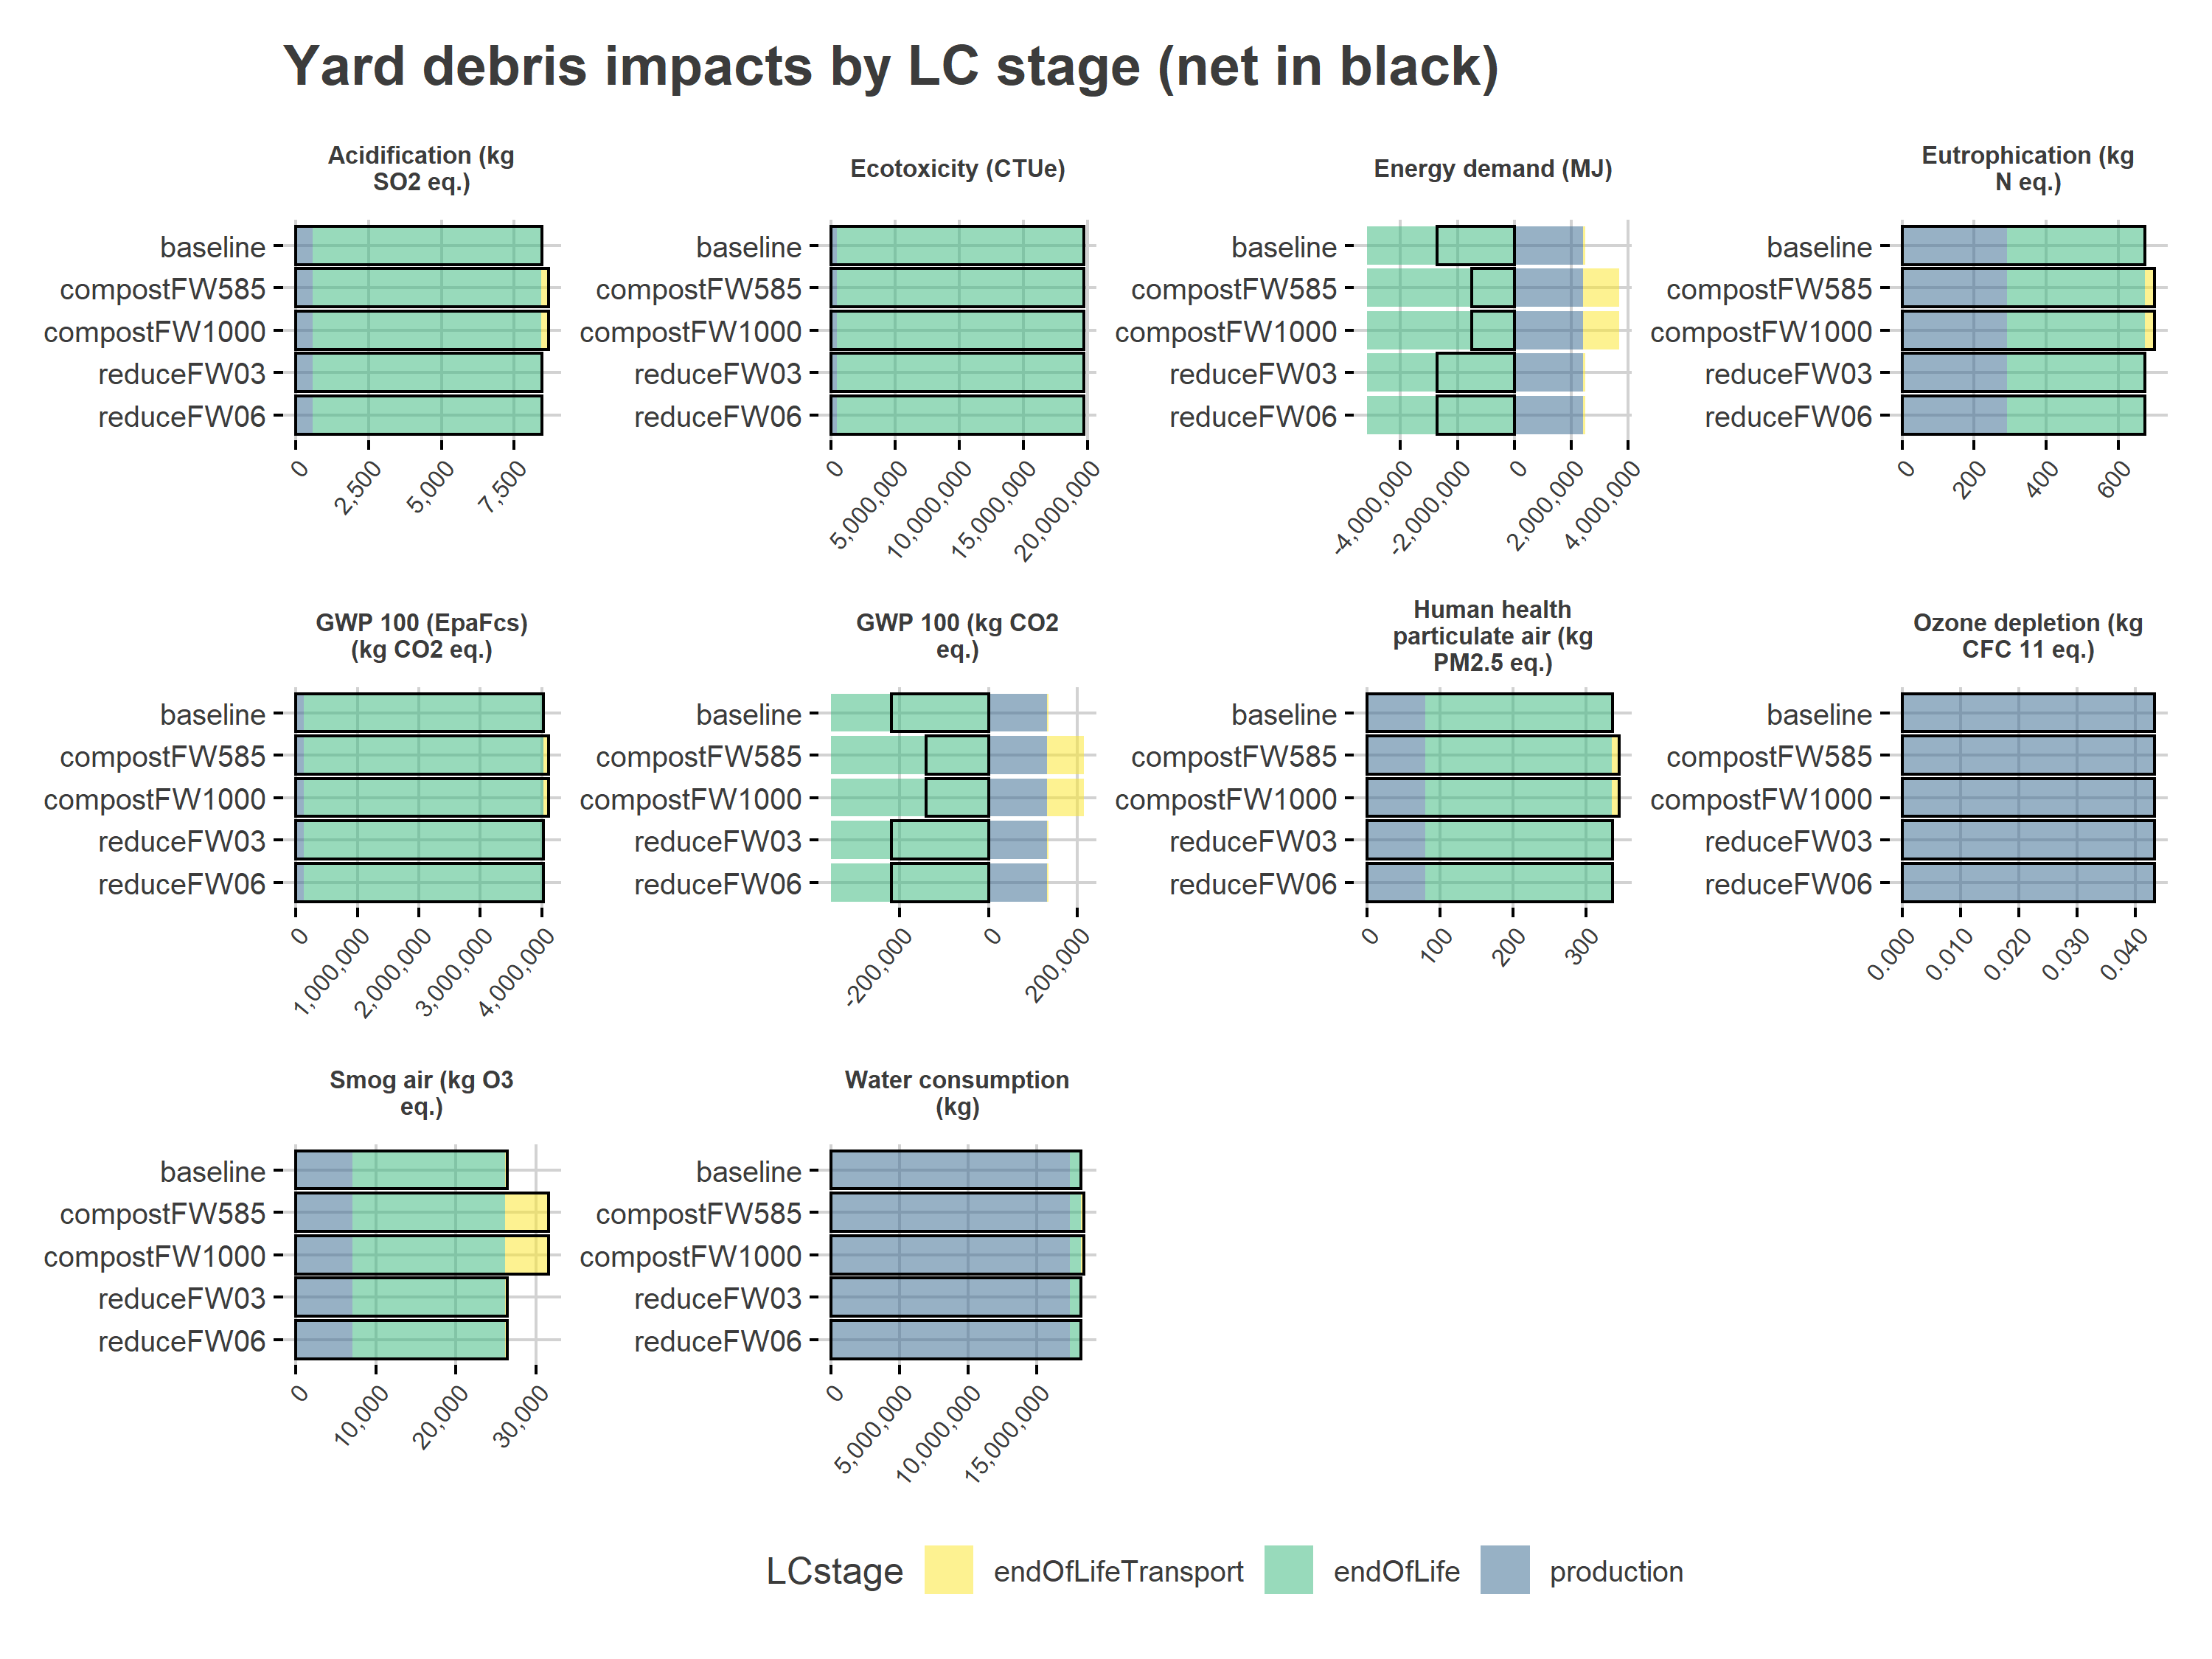 Yard debris impacts by LC stage (net in black)
Acidification (kg
SO2 eq.)
baseline
compostFW585
compostFW1000
reduceFW03
reduceFW06
0
2,500
5,000
7,500
Ecotoxicity (CTUe)
baseline
compostFW585
compostFW1000
reduceFW03
reduceFW06
0
5,000,000
10,000,000
15,000,000
20,000,000
Energy demand (MJ)
baseline
compostFW585
compostFW1000
reduceFW03
reduceFW06
-4,000,000
-2,000,000
0
2,000,000
4,000,000
Eutrophication (kg
N eq.)
baseline
compostFW585
compostFW1000
reduceFW03
reduceFW06
0
200
400
600
GWP 100 (EpaFcs)
(kg CO2 eq.)
baseline
compostFW585
compostFW1000
reduceFW03
reduceFW06
0
1,000,000
2,000,000
3,000,000
4,000,000
GWP 100 (kg CO2
eq.)
baseline
compostFW585
compostFW1000
reduceFW03
reduceFW06
-200,000
0
200,000
Human health
particulate air (kg
PM2.5 eq.)
baseline
compostFW585
compostFW1000
reduceFW03
reduceFW06
0
100
200
300
Ozone depletion (kg
CFC 11 eq.)
baseline
compostFW585
compostFW1000
reduceFW03
reduceFW06
0.000
0.010
0.020
0.030
0.040
Smog air (kg O3
eq.)
baseline
compostFW585
compostFW1000
reduceFW03
reduceFW06
0
10,000
20,000
30,000
Water consumption
(kg)
baseline
compostFW585
compostFW1000
reduceFW03
reduceFW06
0
5,000,000
10,000,000
15,000,000
LCstage endOfLifeTransport endOfLife production